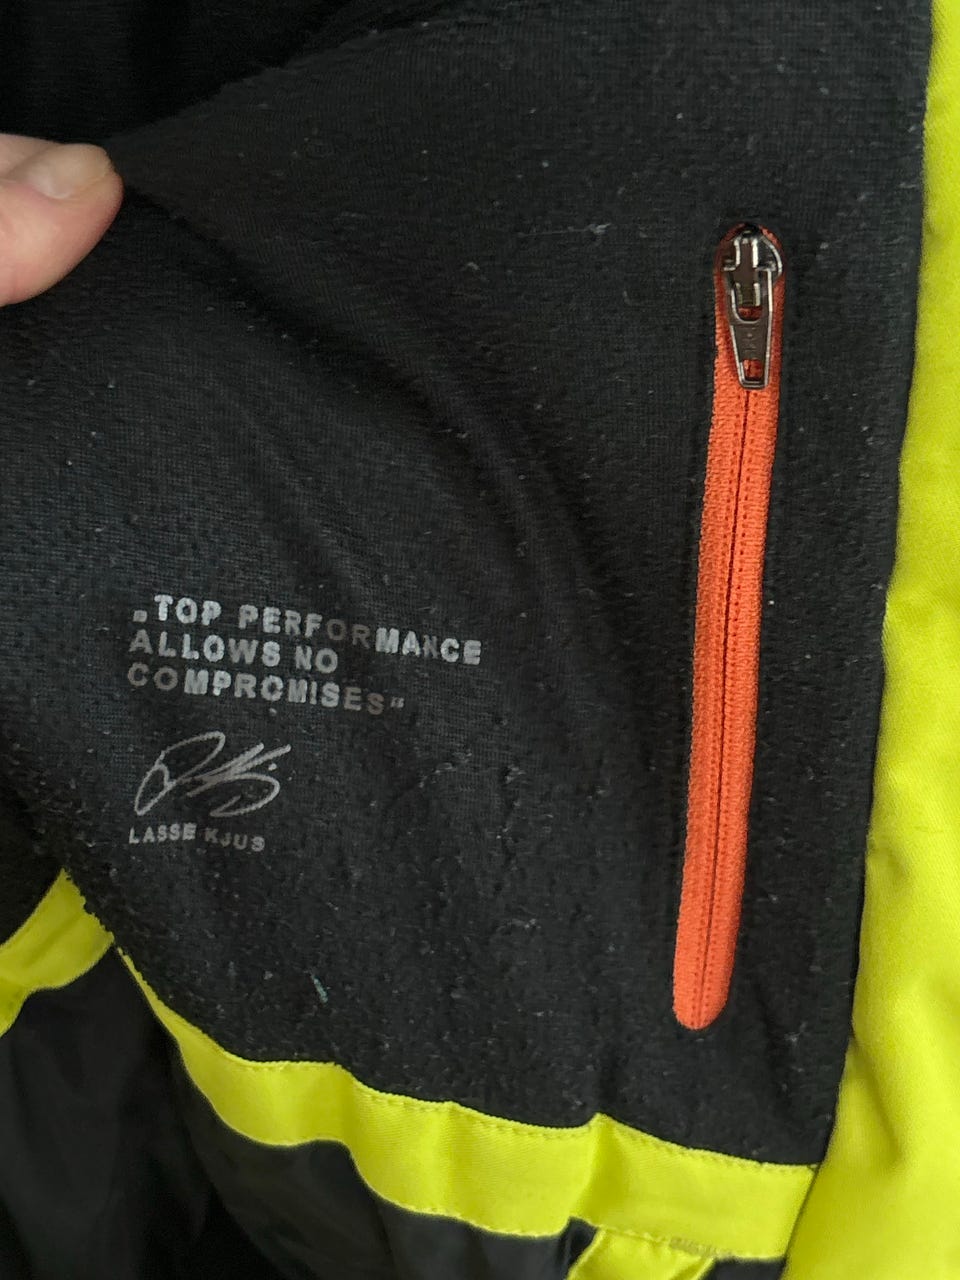 „TOP PERFORMANCE
ALLOWS NO
COMPROMISES"
LASSE KJUS